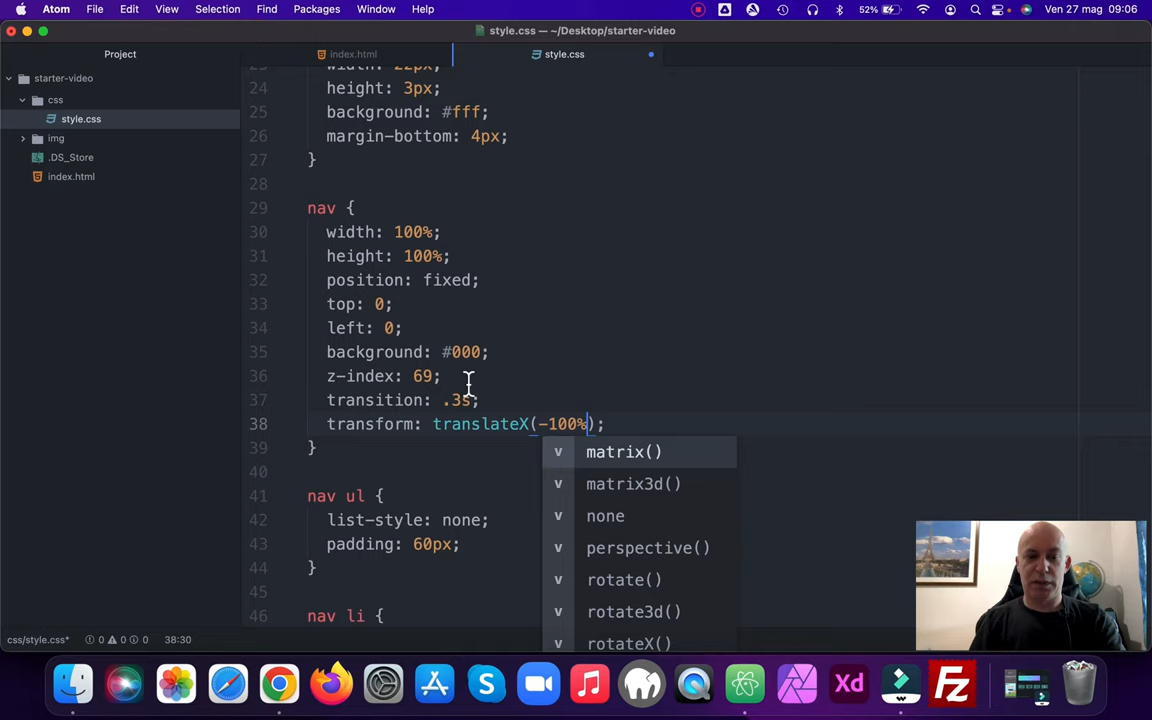 Atom File Edit View Selection Find Packages Window Help 52% Ven 27 mag 09:06
style.css — ~/Desktop/starter-video
Project index.html style.css
starter-video
css
style.css
img
.DS_Store
index.html
23 width: 22px;
24 height: 3px;
25 background: #fff;
26 margin-bottom: 4px;
27 }
28
29 nav {
30 width: 100%;
31 height: 100%;
32 position: fixed;
33 top: 0;
34 left: 0;
35 background: #000;
36 z-index: 69;
37 transition: .3s;
38 transform: translateX(-100%);
39 }
40
41 nav ul {
42 list-style: none;
43 padding: 60px;
44 }
45
46 nav li {
v matrix()
v matrix3d()
v none
v perspective()
v rotate()
v rotate3d()
v rotateX()
css/style.css* 0 0 0 38:30
Xd
Fz